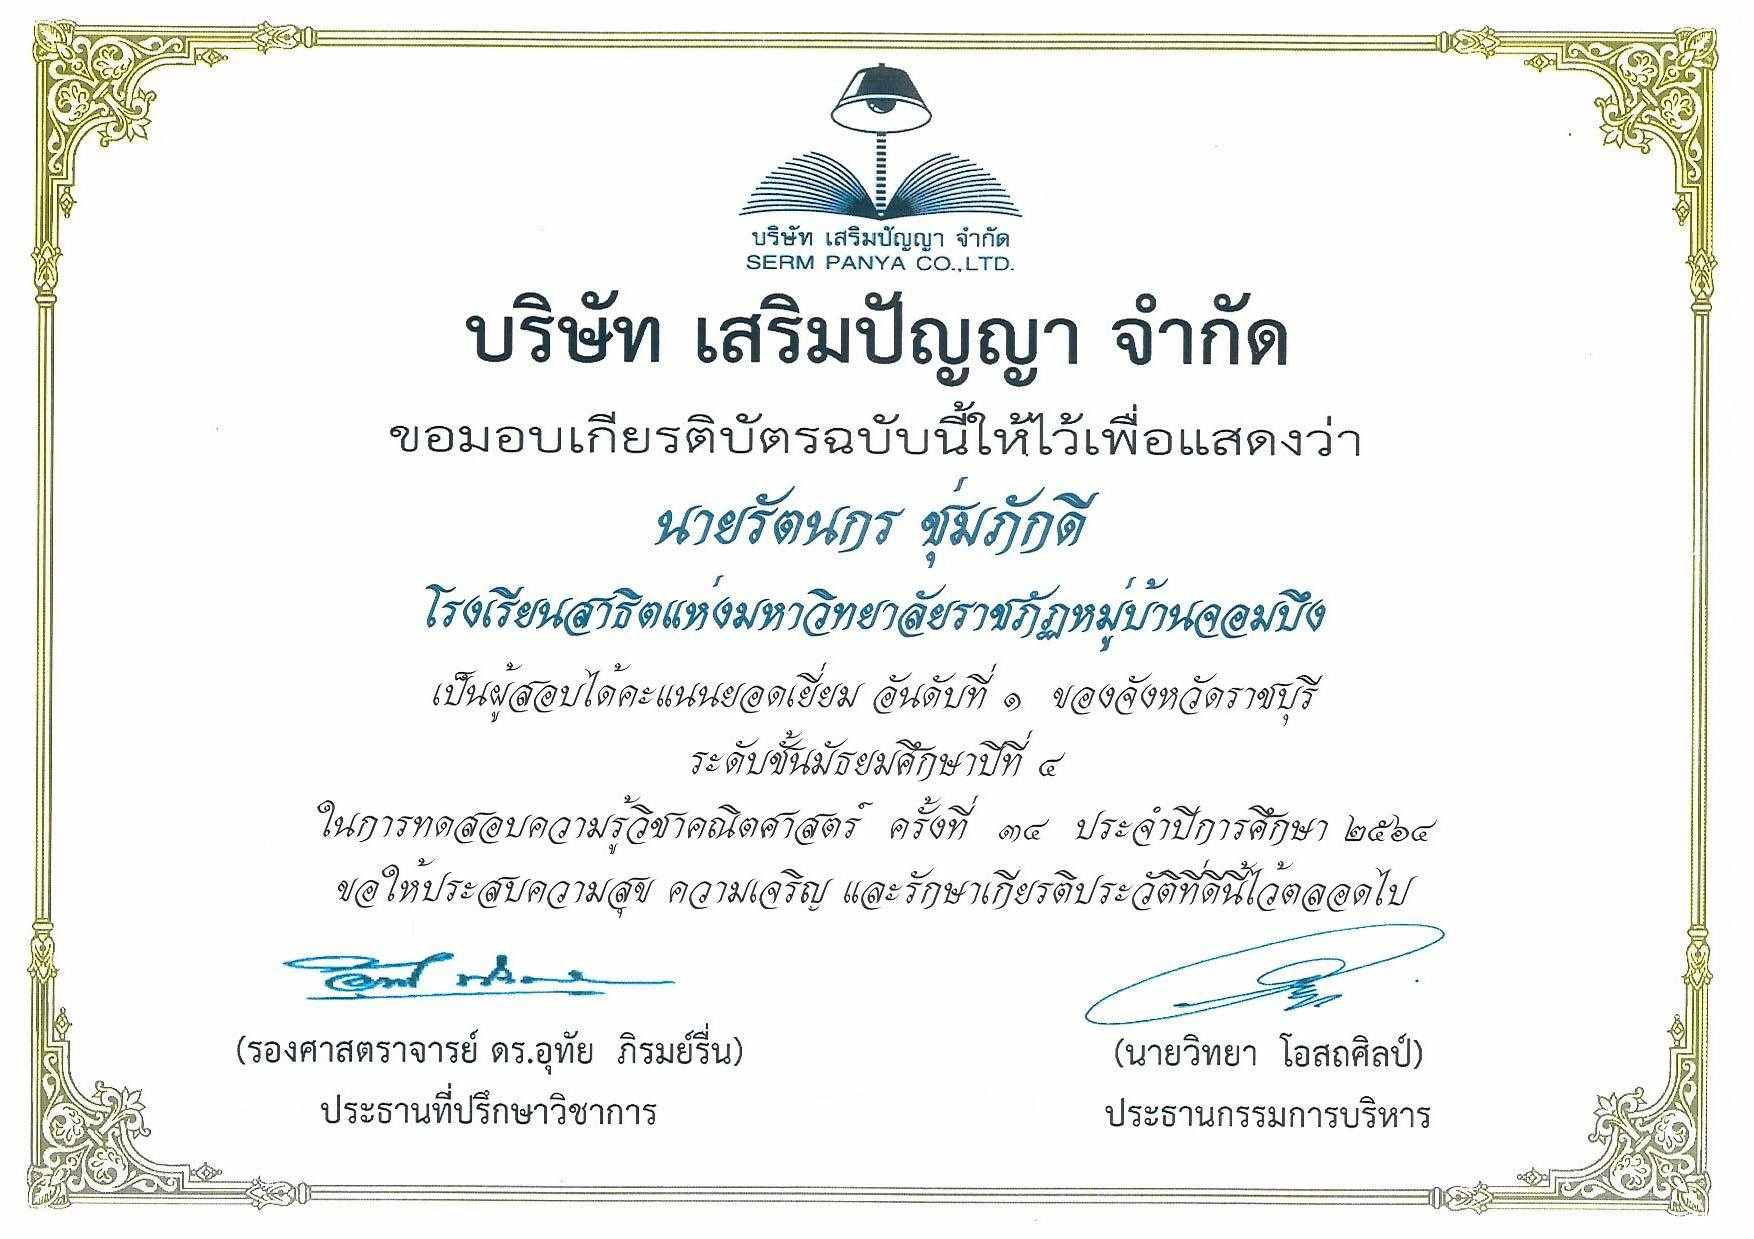 บริษัท เสริมปัญญา จำกัด
SERM PANYA CO.,LTD.
บริษัท เสริมปัญญา จำกัด
ขอมอบเกียรติบัตรฉบับนี้ให้ไว้เพื่อแสดงว่า
นายรัตนกร ชุ่มภักดี
โรงเรียนสาธิตแห่งมหาวิทยาลัยราชภัฏหมู่บ้านจอมบึง
เป็นผู้สอบได้คะแนนยอดเยี่ยม อันดับที่ ๑ ของจังหวัดราชบุรี
ระดับชั้นมัธยมศึกษาปีที่ ๔
ในการทดสอบความรู้วิชาคณิตศาสตร์ ครั้งที่ ๓๔ ประจำปีการศึกษา ๒๕๖๔
ขอให้ประสบความสุข ความเจริญ และรักษาเกียรติประวัติที่ดีนี้ไว้ตลอดไป
(รองศาสตราจารย์ ดร.อุทัย ภิรมย์รื่น)
ประธานที่ปรึกษาวิชาการ
(นายวิทยา โอสถศิลป์)
ประธานกรรมการบริหาร